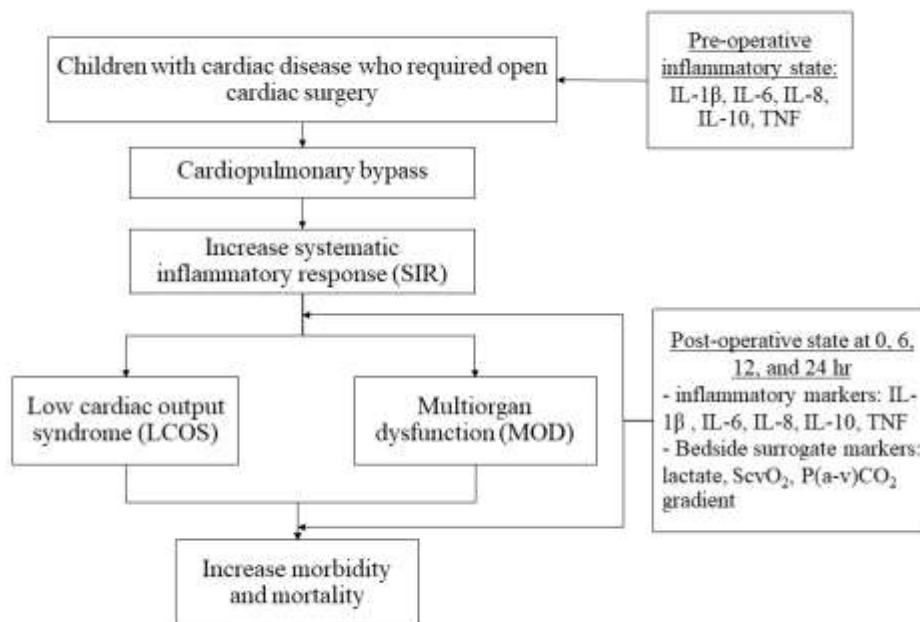 Children with cardiac disease who required open
cardiac surgery
Pre-operative
inflammatory state:
IL-1β, IL-6, IL-8,
IL-10, TNF
Cardiopulmonary bypass
Increase systematic
inflammatory response (SIR)
Low cardiac output
syndrome (LCOS)
Multiorgan
dysfunction (MOD)
Post-operative state at 0, 6,
12, and 24 hr
- inflammatory markers: IL-
1β , IL-6, IL-8, IL-10, TNF
- Bedside surrogate markers:
lactate, ScvO₂, P(a-v)CO₂
gradient
Increase morbidity
and mortality